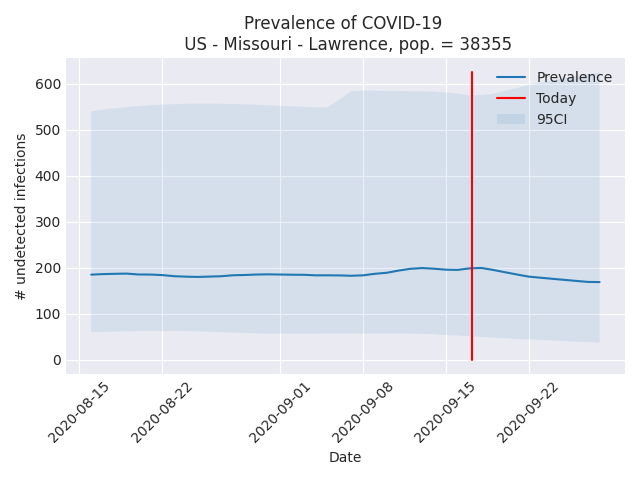 Prevalence of COVID-19
US - Missouri - Lawrence, pop. = 38355
# undetected infections
600
500
400
300
200
100
0
Prevalence
Today
95CI
2020-08-15
2020-08-22
2020-09-01
2020-09-08
2020-09-15
2020-09-22
Date